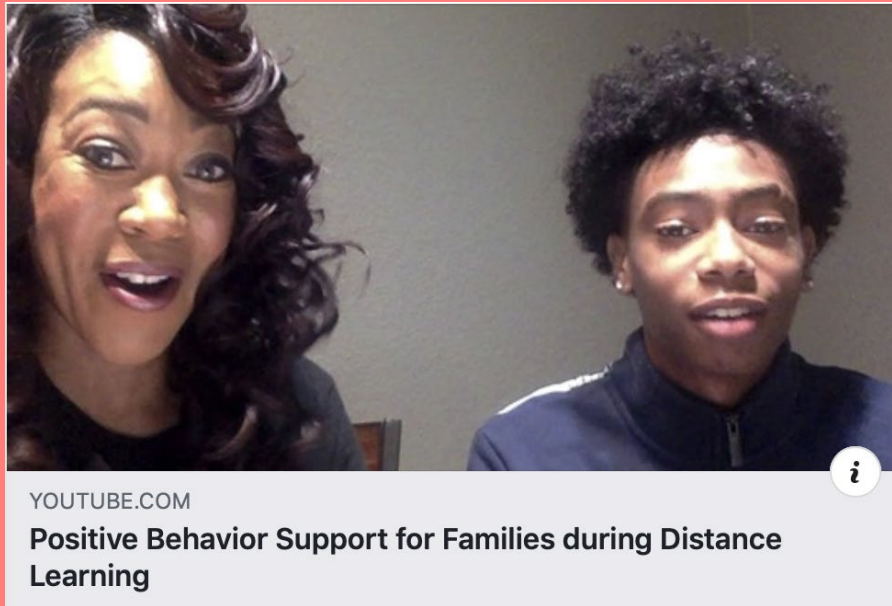 YOUTUBE.COM
Positive Behavior Support for Families during Distance
Learning